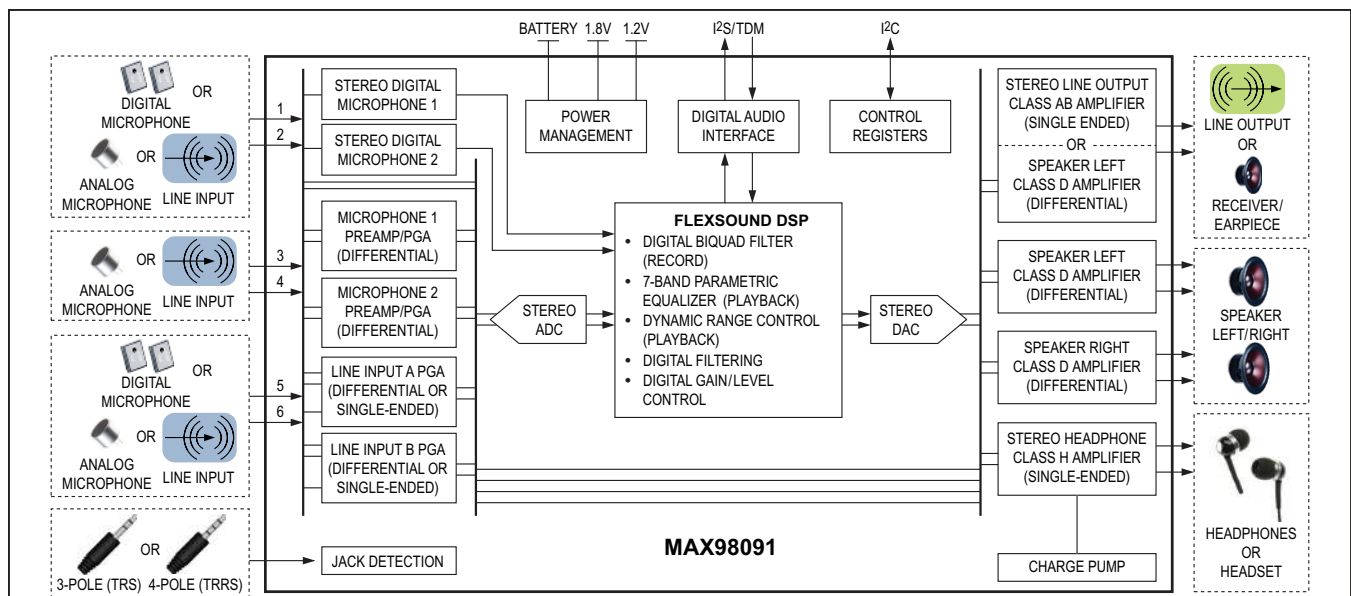 BATTERY 1.8V 1.2V
I²S/TDM
I²C
DIGITAL
MICROPHONE
OR
ANALOG
MICROPHONE
OR
LINE INPUT
1
2
ANALOG
MICROPHONE
OR
LINE INPUT
3
4
DIGITAL
MICROPHONE
OR
ANALOG
MICROPHONE
OR
LINE INPUT
5
6
3-POLE (TRS)
OR
4-POLE (TRRS)
STEREO DIGITAL
MICROPHONE 1
STEREO DIGITAL
MICROPHONE 2
MICROPHONE 1
PREAMP/PGA
(DIFFERENTIAL)
MICROPHONE 2
PREAMP/PGA
(DIFFERENTIAL)
LINE INPUT A PGA
(DIFFERENTIAL OR
SINGLE-ENDED)
LINE INPUT B PGA
(DIFFERENTIAL OR
SINGLE-ENDED)
JACK DETECTION
POWER
MANAGEMENT
DIGITAL AUDIO
INTERFACE
CONTROL
REGISTERS
STEREO
ADC
FLEXSOUND DSP
• DIGITAL BIQUAD FILTER
(RECORD)
• 7-BAND PARAMETRIC
EQUALIZER (PLAYBACK)
• DYNAMIC RANGE CONTROL
(PLAYBACK)
• DIGITAL FILTERING
• DIGITAL GAIN/LEVEL
CONTROL
STEREO
DAC
MAX98091
STEREO LINE OUTPUT
CLASS AB AMPLIFIER
(SINGLE ENDED)
OR
SPEAKER LEFT
CLASS D AMPLIFIER
(DIFFERENTIAL)
SPEAKER LEFT
CLASS D AMPLIFIER
(DIFFERENTIAL)
SPEAKER RIGHT
CLASS D AMPLIFIER
(DIFFERENTIAL)
STEREO HEADPHONE
CLASS H AMPLIFIER
(SINGLE-ENDED)
CHARGE PUMP
LINE OUTPUT
OR
RECEIVER/
EARPIECE
SPEAKER
LEFT/RIGHT
HEADPHONES
OR
HEADSET